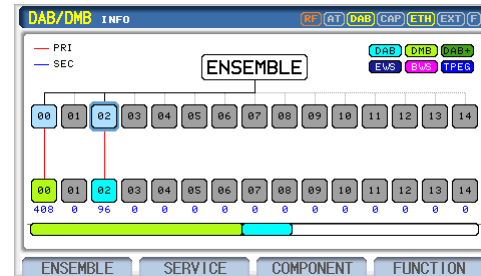 DAB/DMB INFO RF AT DAB CAP ETH EXT F
PRI DAB DMB DAB+
SEC EWS BWS TPEG
ENSEMBLE
00 01 02 03 04 05 06 07 08 09 10 11 12 13 14
00 01 02 03 04 05 06 07 08 09 10 11 12 13 14
408 0 96 0 0 0 0 0 0 0 0 0 0 0 0
ENSEMBLE SERVICE COMPONENT FUNCTION